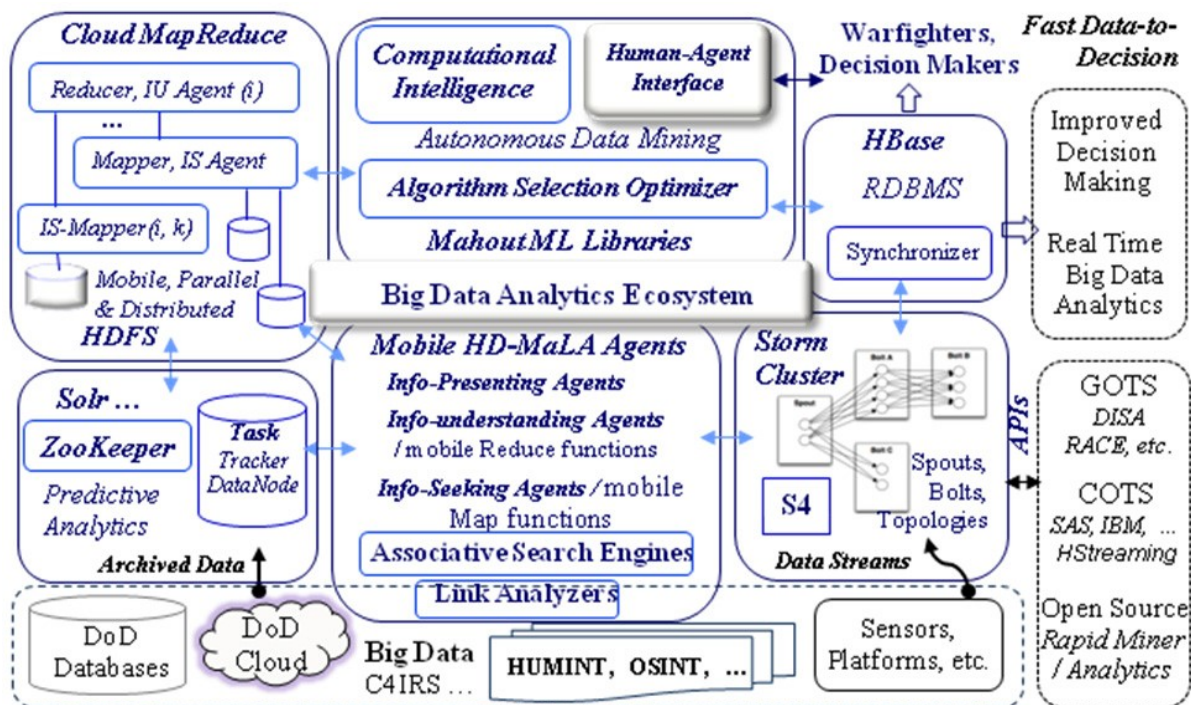 Cloud MapReduce
Reducer, IU Agent (i)
...
Mapper, IS Agent
IS-Mapper(i, k)
Mobile, Parallel
& Distributed
HDFS
Computational
Intelligence
Human-Agent
Interface
Autonomous Data Mining
Algorithm Selection Optimizer
Mahout ML Libraries
Warfighters,
Decision Makers
HBase
RDBMS
Synchronizer
Fast Data-to-
Decision
Improved
Decision
Making
Real Time
Big Data
Analytics
Big Data Analytics Ecosystem
Solr ...
ZooKeeper
Predictive
Analytics
Task
Tracker
DataNode
Archived Data
Mobile HD-MaLA Agents
Info-Presenting Agents
Info-understanding Agents
/ mobile Reduce functions
Info-Seeking Agents / mobile
Map functions
Associative Search Engines
Link Analyzers
Storm
Cluster
Spout
Bolt A
Bolt B
Bolt C
S4
Spouts,
Bolts,
Topologies
Data Streams
APIs
GOTS
DISA
RACE, etc.
COTS
SAS, IBM, ...
HStreaming
Open Source
Rapid Miner
/ Analytics
DoD
Databases
DoD
Cloud
Big Data
C4IRS ...
HUMINT, OSINT, ...
Sensors,
Platforms, etc.